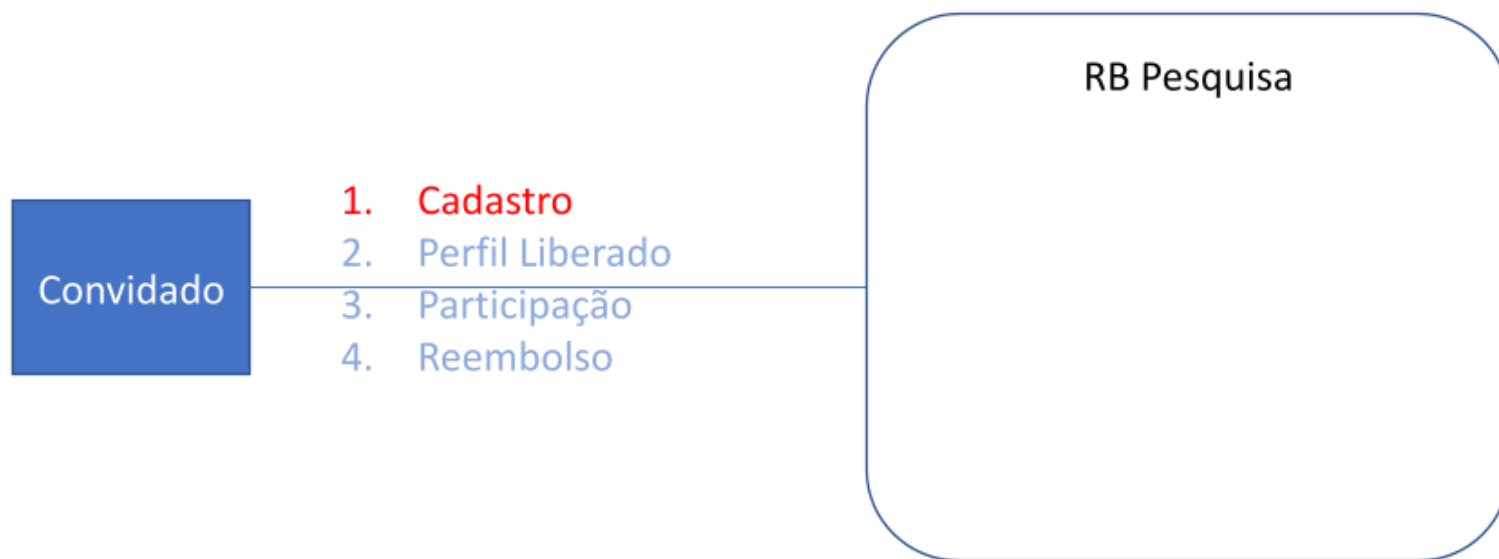 RB Pesquisa
Convidado
1. Cadastro
2. Perfil Liberado
3. Participação
4. Reembolso